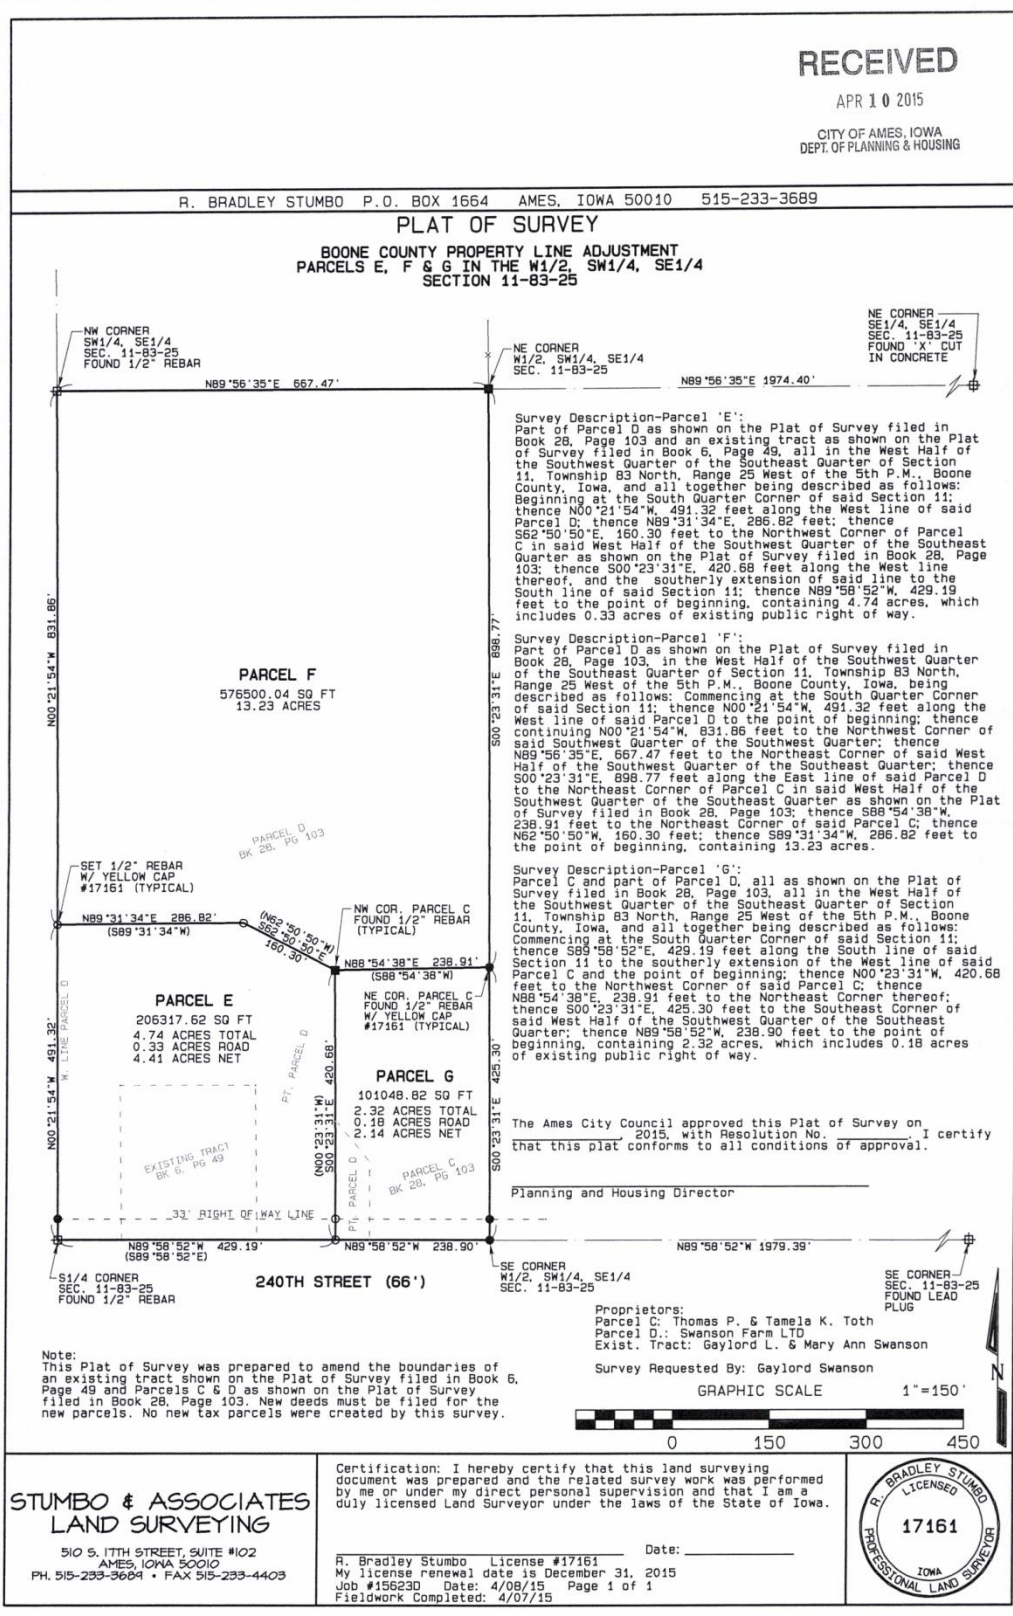 RECEIVED
APR 10 2015
CITY OF AMES, IOWA
DEPT. OF PLANNING & HOUSING
R. BRADLEY STUMBO P.O. BOX 1664 AMES, IOWA 50010 515-233-3689
PLAT OF SURVEY
BOONE COUNTY PROPERTY LINE ADJUSTMENT
PARCELS E, F & G IN THE W1/2, SW1/4, SE1/4
SECTION 11-83-25
NW CORNER
SW1/4, SE1/4
SEC. 11-83-25
FOUND 1/2" REBAR
NE CORNER
W1/2, SW1/4, SE1/4
SEC. 11-83-25
NE CORNER
SE1/4, SE1/4
SEC. 11-83-25
FOUND 'X' CUT
IN CONCRETE
N89°56'35"E 667.47'
N89°56'35"E 1974.40'
N00°21'54"W 831.86'
S00°23'31"E 898.77'
PARCEL F
576500.04 SQ FT
13.23 ACRES
PARCEL D
BK 28, PG 103
SET 1/2" REBAR
W/ YELLOW CAP
#17161 (TYPICAL)
N89°31'34"E 286.82'
(S89°31'34"W)
(N62°50'50"W)
S62°50'50"E
160.30'
NW COR. PARCEL C
FOUND 1/2" REBAR
(TYPICAL)
N88°54'38"E 238.91'
(S88°54'38"W)
NE COR. PARCEL C
FOUND 1/2" REBAR
W/ YELLOW CAP
#17161 (TYPICAL)
PARCEL E
206317.62 SQ FT
4.74 ACRES TOTAL
0.33 ACRES ROAD
4.41 ACRES NET
N00°21'54"W 491.32'
W. LINE PARCEL D
PT. PARCEL D
S00°23'31"E 420.68'
(N00°23'31"W)
PARCEL G
101048.82 SQ FT
2.32 ACRES TOTAL
0.18 ACRES ROAD
2.14 ACRES NET
S00°23'31"E 425.30'
EXISTING TRACT
BK 6, PG 49
PT. PARCEL D
PARCEL C
BK 28, PG 103
33' RIGHT OF WAY LINE
N89°58'52"W 429.19'
(S89°58'52"E)
N89°58'52"W 238.90'
N89°58'52"W 1979.39'
S1/4 CORNER
SEC. 11-83-25
FOUND 1/2" REBAR
240TH STREET (66')
SE CORNER
W1/2, SW1/4, SE1/4
SEC. 11-83-25
SE CORNER
SEC. 11-83-25
FOUND LEAD
PLUG
Survey Description-Parcel 'E':
Part of Parcel D as shown on the Plat of Survey filed in
Book 28, Page 103 and an existing tract as shown on the Plat
of Survey filed in Book 6, Page 49, all in the West Half of
the Southwest Quarter of the Southeast Quarter of Section
11, Township 83 North, Range 25 West of the 5th P.M., Boone
County, Iowa, and all together being described as follows:
Beginning at the South Quarter Corner of said Section 11;
thence N00°21'54"W, 491.32 feet along the West line of said
Parcel D; thence N89°31'34"E, 286.82 feet; thence
S62°50'50"E, 160.30 feet to the Northwest Corner of Parcel
C in said West Half of the Southwest Quarter of the Southeast
Quarter as shown on the Plat of Survey filed in Book 28, Page
103; thence S00°23'31"E, 420.68 feet along the West line
thereof, and the southerly extension of said line to the
South line of said Section 11; thence N89°58'52"W, 429.19
feet to the point of beginning, containing 4.74 acres, which
includes 0.33 acres of existing public right of way.
Survey Description-Parcel 'F':
Part of Parcel D as shown on the Plat of Survey filed in
Book 28, Page 103, in the West Half of the Southwest Quarter
of the Southeast Quarter of Section 11, Township 83 North,
Range 25 West of the 5th P.M., Boone County, Iowa, being
described as follows: Commencing at the South Quarter Corner
of said Section 11; thence N00°21'54"W, 491.32 feet along the
West line of said Parcel D to the point of beginning; thence
continuing N00°21'54"W, 831.86 feet to the Northwest Corner of
said Southwest Quarter of the Southwest Quarter; thence
N89°56'35"E, 667.47 feet to the Northeast Corner of said West
Half of the Southwest Quarter of the Southeast Quarter; thence
S00°23'31"E, 898.77 feet along the East line of said Parcel D
to the Northeast Corner of Parcel C in said West Half of the
Southwest Quarter of the Southeast Quarter as shown on the Plat
of Survey filed in Book 28, Page 103; thence S88°54'38"W,
238.91 feet to the Northeast Corner of said Parcel C; thence
N62°50'50"W, 160.30 feet; thence S89°31'34"W, 286.82 feet to
the point of beginning, containing 13.23 acres.
Survey Description-Parcel 'G':
Parcel C and part of Parcel D, all as shown on the Plat of
Survey filed in Book 28, Page 103, all in the West Half of
the Southwest Quarter of the Southeast Quarter of Section
11, Township 83 North, Range 25 West of the 5th P.M., Boone
County, Iowa, and all together being described as follows:
Commencing at the South Quarter Corner of said Section 11;
thence S89°58'52"E, 429.19 feet along the South line of said
Section 11 to the southerly extension of the West line of said
Parcel C and the point of beginning; thence N00°23'31"W, 420.68
feet to the Northwest Corner of said Parcel C; thence
N88°54'38"E, 238.91 feet to the Northeast Corner thereof;
thence S00°23'31"E, 425.30 feet to the Southeast Corner of
said West Half of the Southwest Quarter of the Southeast
Quarter; thence N89°58'52"W, 238.90 feet to the point of
beginning, containing 2.32 acres, which includes 0.18 acres
of existing public right of way.
The Ames City Council approved this Plat of Survey on
, 2015, with Resolution No. . I certify
that this plat conforms to all conditions of approval.
Planning and Housing Director
Proprietors:
Parcel C: Thomas P. & Tamela K. Toth
Parcel D.: Swanson Farm LTD
Exist. Tract: Gaylord L. & Mary Ann Swanson
Survey Requested By: Gaylord Swanson
N
GRAPHIC SCALE 1"=150'
0 150 300 450
Note:
This Plat of Survey was prepared to amend the boundaries of
an existing tract shown on the Plat of Survey filed in Book 6,
Page 49 and Parcels C & D as shown on the Plat of Survey
filed in Book 28, Page 103. New deeds must be filed for the
new parcels. No new tax parcels were created by this survey.
STUMBO & ASSOCIATES
LAND SURVEYING
510 S. 17TH STREET, SUITE #102
AMES, IOWA 50010
PH. 515-233-3689 • FAX 515-233-4403
Certification: I hereby certify that this land surveying
document was prepared and the related survey work was performed
by me or under my direct personal supervision and that I am a
duly licensed Land Surveyor under the laws of the State of Iowa.
Date:
R. Bradley Stumbo License #17161
My license renewal date is December 31, 2015
Job #15623D Date: 4/08/15 Page 1 of 1
Fieldwork Completed: 4/07/15
R. BRADLEY STUMBO
LICENSED
17161
IOWA
PROFESSIONAL LAND SURVEYOR